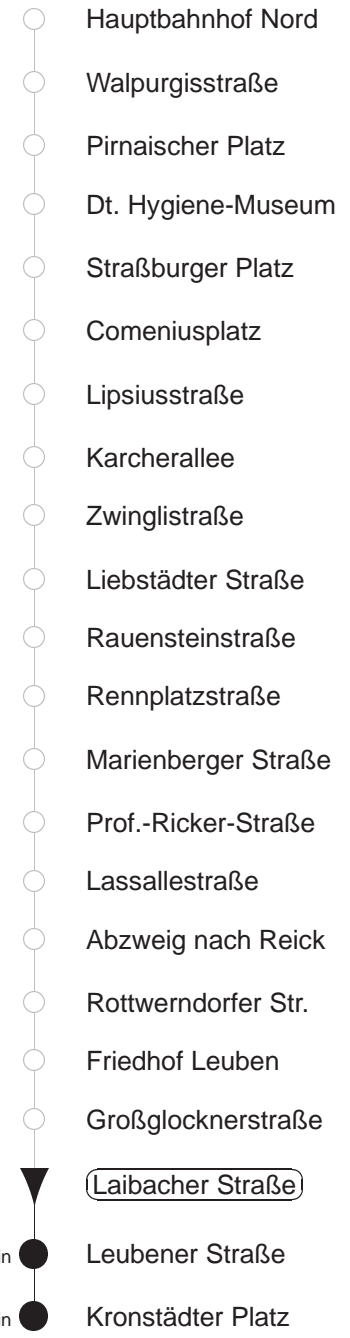 Hauptbahnhof Nord
Walpurgisstraße
Pirnaischer Platz
Dt. Hygiene-Museum
Straßburger Platz
Comeniusplatz
Lipsiusstraße
Karcherallee
Zwinglistraße
Liebstädter Straße
Rauensteinstraße
Rennplatzstraße
Marienberger Straße
Prof.-Ricker-Straße
Lassallestraße
Abzweig nach Reick
Rottwerndorfer Str.
Friedhof Leuben
Großglocknerstraße
Laibacher Straße
Leubener Straße
Kronstädter Platz